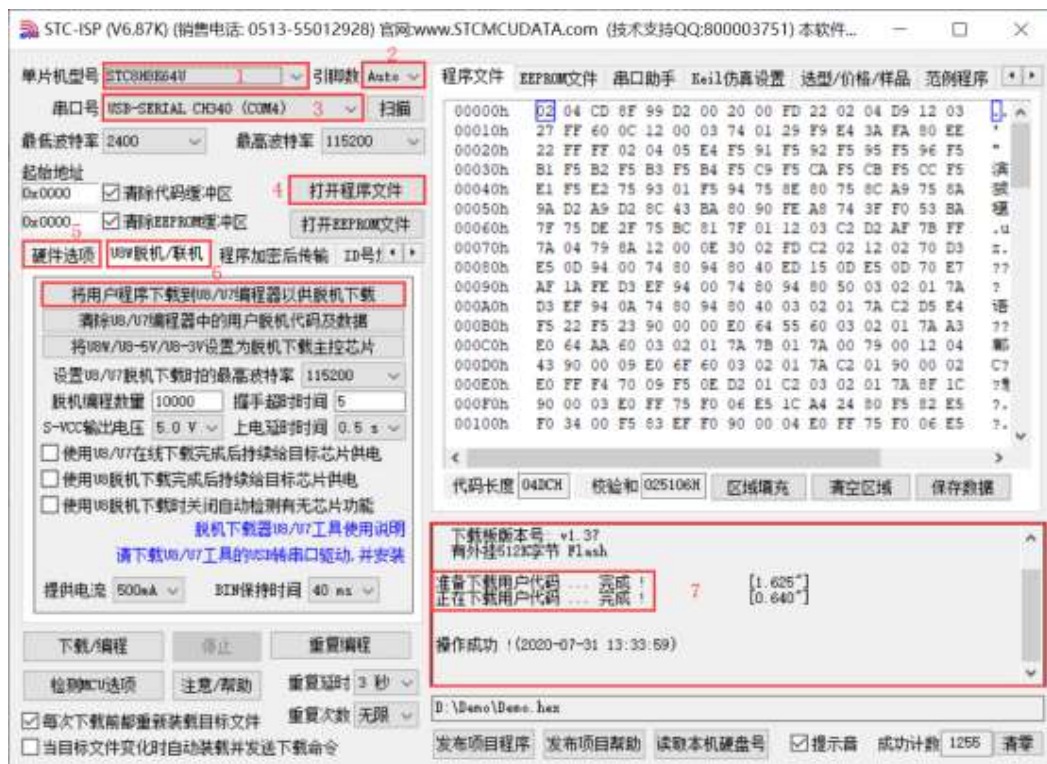 STC-ISP (V6.87K) (销售电话: 0513-55012928) 官网:www.STCMCUDATA.com (技术支持QQ:800003751) 本软件...
单片机型号 STC8H8K64U 1 引脚数 Auto 2
串口号 USB-SERIAL CH340 (COM4) 3 扫描
最低波特率 2400 最高波特率 115200
起始地址
0x0000 清除代码缓冲区 4 打开程序文件
0x0000 清除EEPROM缓冲区 打开EEPROM文件
5
硬件选项 U8W脱机/联机 程序加密后传输 ID号
6
将用户程序下载到U8/U7编程器以供脱机下载
清除U8/U7编程器中的用户脱机代码及数据
将U8W/U8-5V/U8-3V设置为脱机下载主控芯片
设置U8/U7脱机下载时的最高波特率 115200
脱机编程数量 10000 握手超时时间 5
S-VCC输出电压 5.0 V 上电延时时间 0.5 s
使用U8/U7在线下载完成后持续给目标芯片供电
使用U8脱机下载完成后持续给目标芯片供电
使用U8脱机下载时关闭自动检测有无芯片功能
脱机下载器U8/U7工具使用说明
请下载U8/U7工具的USB转串口驱动,并安装
提供电流 500mA BIN保持时间 40 ms
下载/编程 停止 重复编程
检测MCU选项 注意/帮助 重复延时 3 秒
每次下载前都重新装载目标文件 重复次数 无限
当目标文件变化时自动装载并发送下载命令
程序文件 EEPROM文件 串口助手 Keil仿真设置 选型/价格/样品 范例程序
00000h 02 04 CD 8F 99 D2 00 20 00 FD 22 02 04 D9 12 03
00010h 27 FF 60 0C 12 00 03 74 01 29 F9 E4 3A FA 80 EE
00020h 22 FF FF 02 04 05 E4 F5 91 F5 92 F5 95 F5 96 F5
00030h B1 F5 B2 F5 B3 F5 B4 F5 C9 F5 CA F5 CB F5 CC F5
00040h E1 F5 E2 75 93 01 F5 94 75 8E 80 75 8C A9 75 8A
00050h 9A D2 A9 D2 8C 43 BA 80 90 FE A8 74 3F F0 53 BA
00060h 7F 75 DE 2F 75 BC 81 7F 01 12 03 C2 D2 AF 7B FF
00070h 7A 04 79 8A 12 00 0E 30 02 FD C2 02 12 02 70 D3
00080h E5 0D 94 00 74 80 94 80 40 ED 15 0D E5 0D 70 E7
00090h AF 1A FE D3 EF 94 00 74 80 94 80 50 03 02 01 7A
000A0h D3 EF 94 0A 74 80 94 80 40 03 02 01 7A C2 D5 E4
000B0h F5 22 F5 23 90 00 00 E0 64 55 60 03 02 01 7A A3
000C0h E0 64 AA 60 03 02 01 7A 7B 01 7A 00 79 00 12 04
000D0h 43 90 00 09 E0 6F 60 03 02 01 7A C2 01 90 00 02
000E0h E0 FF F4 70 09 F5 0E D2 01 C2 03 02 01 7A 8F 1C
000F0h 90 00 03 E0 FF 75 F0 06 E5 1C A4 24 80 F5 82 E5
00100h F0 34 00 F5 83 EF F0 90 00 04 E0 FF 75 F0 06 E5
代码长度 04DCH 校验和 025106H 区域填充 清空区域 保存数据
下载板版本号: v1.37
有外挂512K字节 Flash
准备下载用户代码 ... 完成 ! [1.625"]
正在下载用户代码 ... 完成 ! 7 [0.640"]
操作成功 !(2020-07-31 13:33:59)
D:\Demo\Demo.hex
发布项目程序 发布项目帮助 读取本机硬盘号 提示音 成功计数 1255 清零